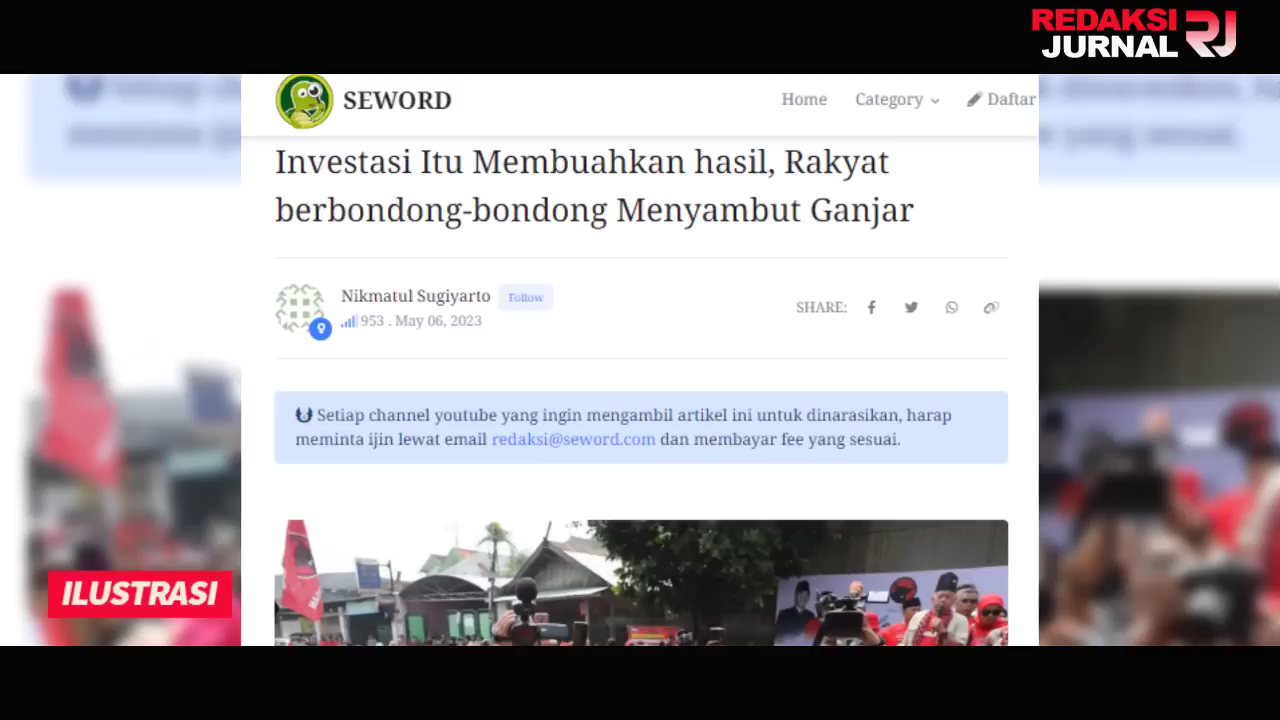 REDAKSI
JURNAL RJ
SEWORD
Home Category Daftar
Investasi Itu Membuahkan hasil, Rakyat
berbondong-bondong Menyambut Ganjar
Nikmatul Sugiyarto Follow
953 . May 06, 2023
SHARE:
Setiap channel youtube yang ingin mengambil artikel ini untuk dinarasikan, harap
meminta ijin lewat email redaksi@seword.com dan membayar fee yang sesuai.
ILUSTRASI